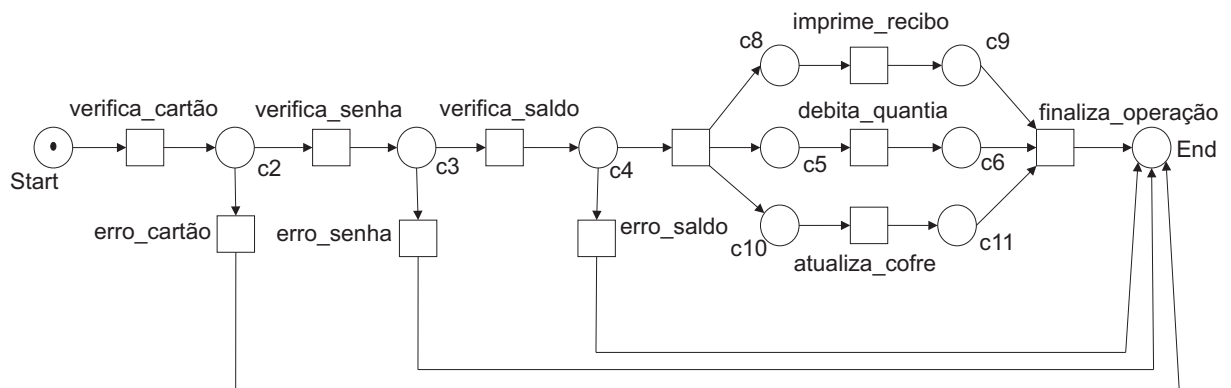 imprime_recibo
c8
c9
verifica_cartão
verifica_senha
verifica_saldo
debita_quantia
finaliza_operação
Start
c2
c3
c4
c5
c6
End
erro_cartão
erro_senha
erro_saldo
c10
c11
atualiza_cofre